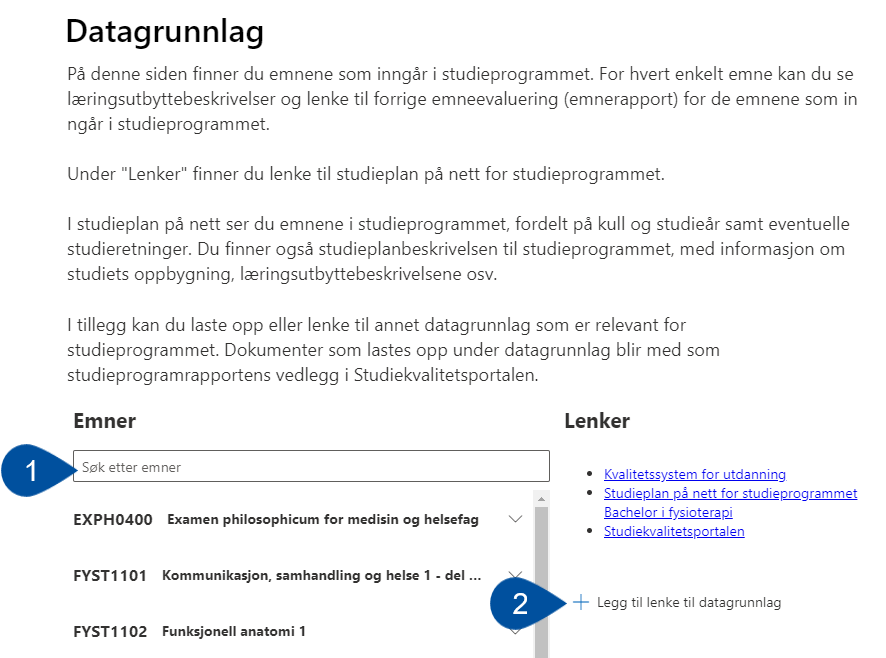 Datagrunnlag
På denne siden finner du emnene som inngår i studieprogrammet. For hvert enkelt emne kan du se
læringsutbyttebeskrivelser og lenke til forrige emneevaluering (emnerapport) for de emnene som in
ngår i studieprogrammet.
Under "Lenker" finner du lenke til studieplan på nett for studieprogrammet.
I studieplan på nett ser du emnene i studieprogrammet, fordelt på kull og studieår samt eventuelle
studieretninger. Du finner også studieplanbeskrivelsen til studieprogrammet, med informasjon om
studiets oppbygning, læringsutbyttebeskrivelsene osv.
I tillegg kan du laste opp eller lenke til annet datagrunnlag som er relevant for
studieprogrammet. Dokumenter som lastes opp under datagrunnlag blir med som
studieprogramrapportens vedlegg i Studiekvalitetsportalen.
Emner
1
Søk etter emner
EXPH0400 Examen philosophicum for medisin og helsefag
FYST1101 Kommunikasjon, samhandling og helse 1 - del ...
FYST1102 Funksjonell anatomi 1
Lenker
Kvalitetssystem for utdanning
Studieplan på nett for studieprogrammet
Bachelor i fysioterapi
Studiekvalitetsportalen
2
Legg til lenke til datagrunnlag